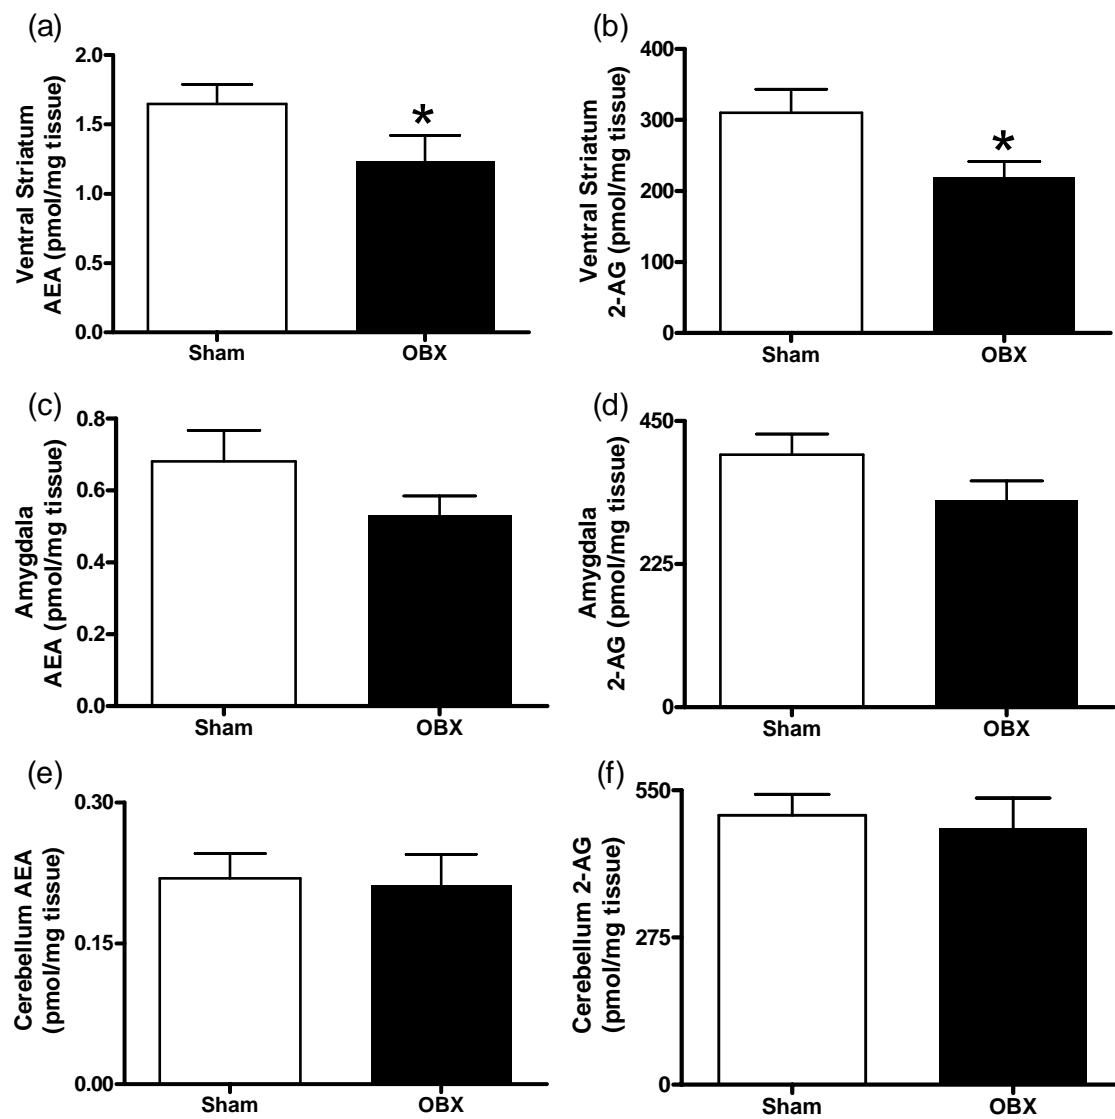 (a)
Ventral Striatum
AEA (pmol/mg tissue)
2.0
1.5
1.0
0.5
0.0
*
Sham
OBX
(b)
Ventral Striatum
2-AG (pmol/mg tissue)
400
300
200
100
0
*
Sham
OBX
(c)
Amygdala
AEA (pmol/mg tissue)
0.8
0.6
0.4
0.2
0.0
Sham
OBX
(d)
Amygdala
2-AG (pmol/mg tissue)
450
225
0
Sham
OBX
(e)
Cerebellum AEA
(pmol/mg tissue)
0.30
0.15
0.00
Sham
OBX
(f)
Cerebellum 2-AG
(pmol/mg tissue)
550
275
0
Sham
OBX